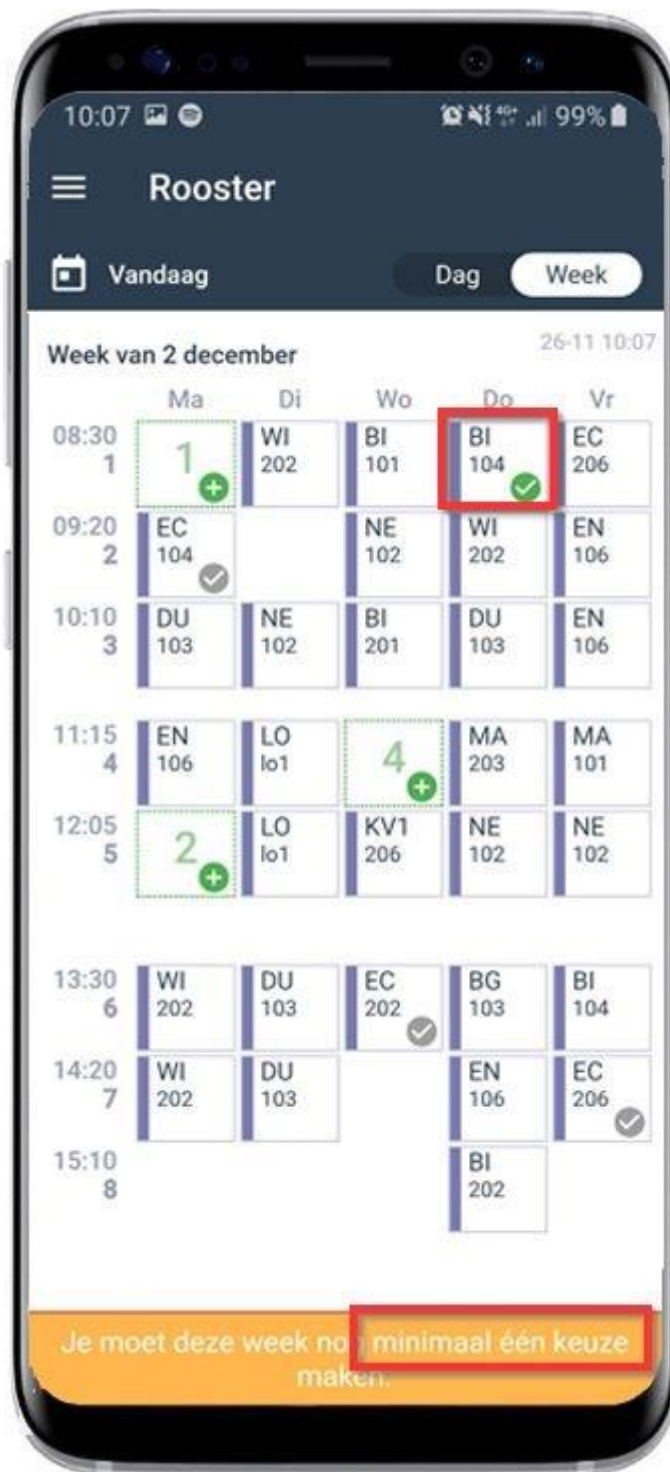 10:07 4G+ 99%
Rooster
Vandaag Dag Week
Week van 2 december 26-11 10:07
Ma Di Wo Do Vr
08:30 WI BI BI EC
1 1 202 101 104 206
09:20 EC NE WI EN
2 104 102 202 106
10:10 DU NE BI DU EN
3 103 102 201 103 106
11:15 EN LO MA MA
4 106 lo1 4 203 101
12:05 LO KV1 NE NE
5 2 lo1 206 102 102
13:30 WI DU EC BG BI
6 202 103 202 103 104
14:20 WI DU EN EC
7 202 103 106 206
15:10 BI
8 202
Je moet deze week nog minimaal één keuze
maken.